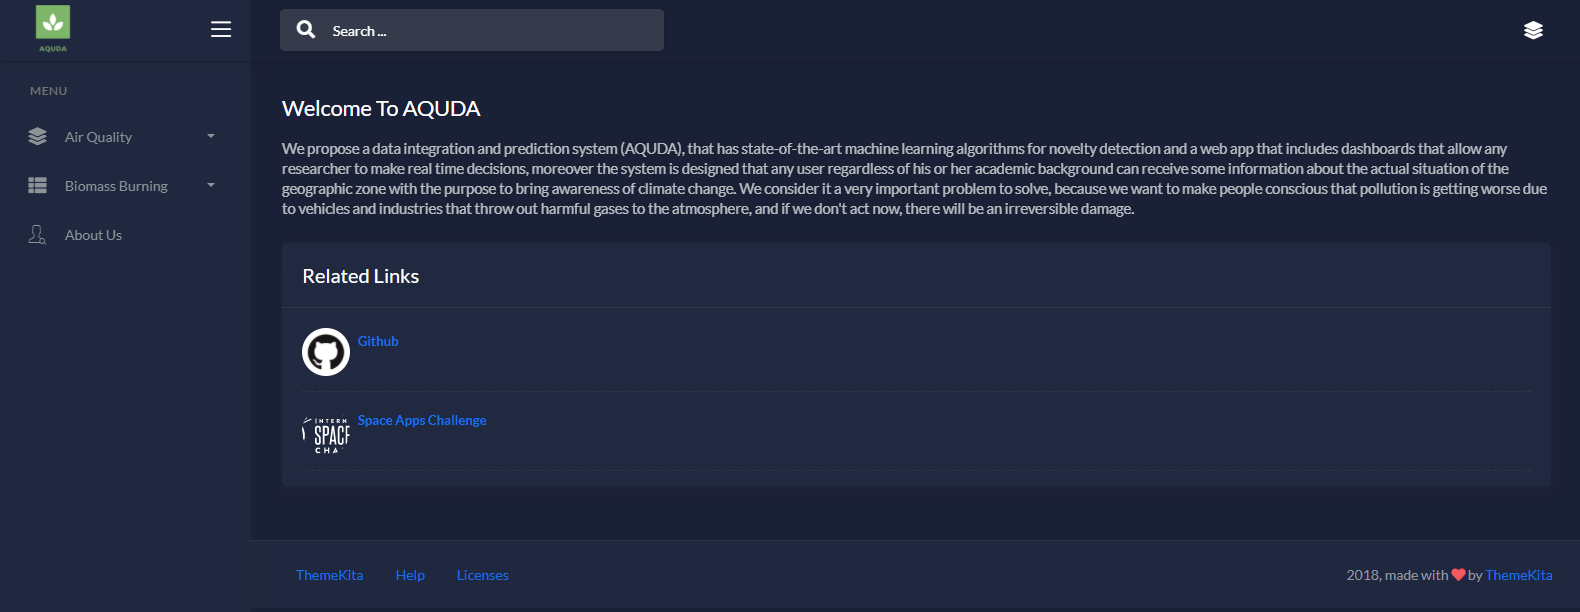 AQUDA
Search ...
MENU
Air Quality
Biomass Burning
About Us
Welcome To AQUDA
We propose a data integration and prediction system (AQUDA), that has state-of-the-art machine learning algorithms for novelty detection and a web app that includes dashboards that allow any
researcher to make real time decisions, moreover the system is designed that any user regardless of his or her academic background can receive some information about the actual situation of the
geographic zone with the purpose to bring awareness of climate change. We consider it a very important problem to solve, because we want to make people conscious that pollution is getting worse due
to vehicles and industries that throw out harmful gases to the atmosphere, and if we don't act now, there will be an irreversible damage.
Related Links
Github
INTERN
SPACE
CHA
Space Apps Challenge
ThemeKita Help Licenses
2018, made with by ThemeKita